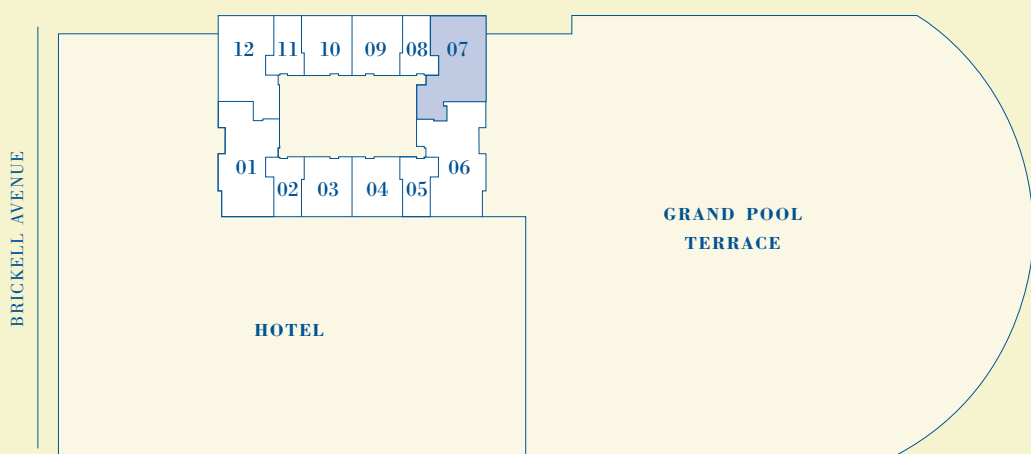 12 11 10 09 08 07
01 02 03 04 05 06
BRICKELL AVENUE
GRAND POOL
TERRACE
HOTEL